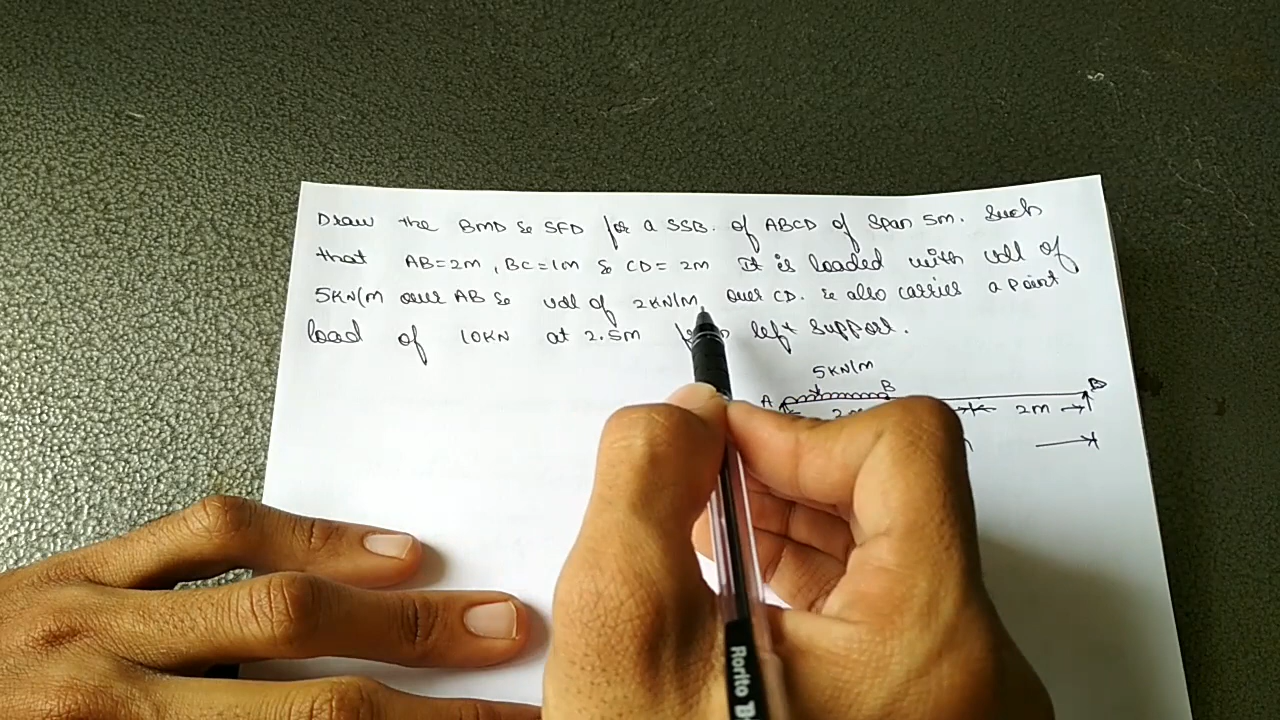 Draw the BMD & SFD for a SSB. of ABCD of Span 5m. Such
that AB=2m, BC=1m & CD= 2m It is loaded with udl of
5KN/m over AB & udl of 2KN/m over CD. & also carries a point
load of 10KN at 2.5m left support.
5KN/m
A B D
2m 2m
Rorito